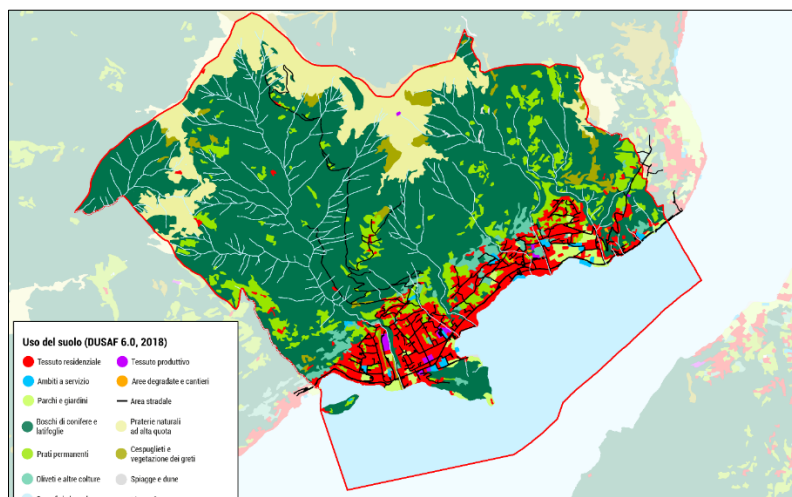 Uso del suolo (DUSAF 6.0, 2018)
Tessuto residenziale
Tessuto produttivo
Ambiti a servizio
Aree degradate e cantieri
Parchi e giardini
Area stradale
Boschi di conifere e
latifoglie
Praterie naturali
ad alta quota
Prati permanenti
Cespuglieti e
vegetazione dei greti
Oliveti e altre colture
Spiagge e dune